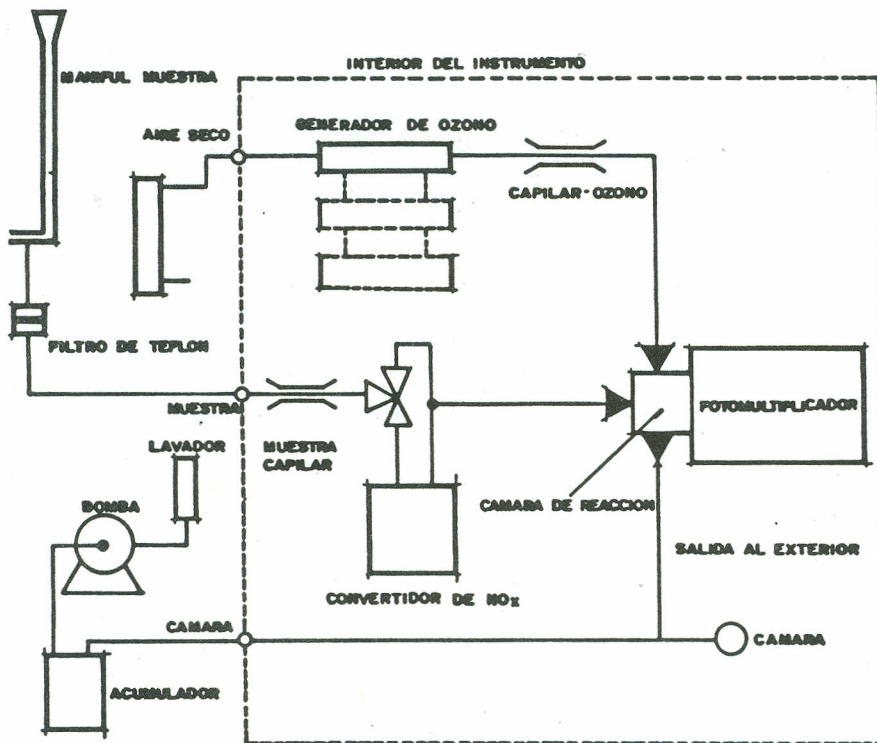 INTERIOR DEL INSTRUMENTO
MANIFUL MUESTRA
AIRE SECO
GENERADOR DE OZONO
CAPILAR-OZONO
FILTRO DE TEFLON
MUESTRA
MUESTRA
CAPILAR
FOTOMULTIPLICADOR
LAVADOR
BOMBA
CAMARA DE REACCION
SALIDA AL EXTERIOR
CONVERTIDOR DE NOx
CAMARA
CAMARA
ACUMULADOR